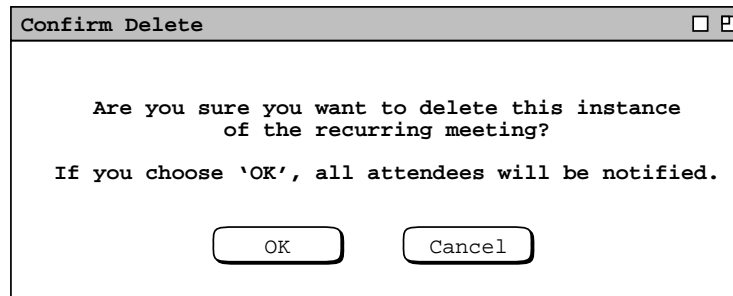 Confirm Delete
Are you sure you want to delete this instance
of the recurring meeting?
If you choose ‘OK’, all attendees will be notified.
OK
Cancel